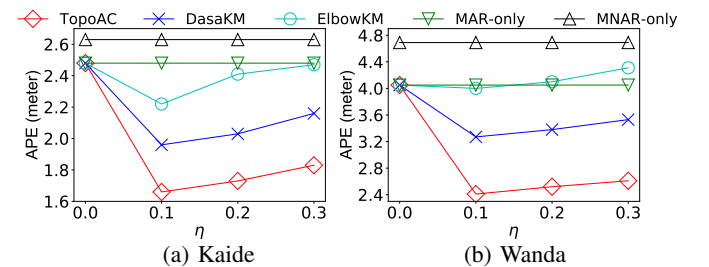 TopoAC DasaKM ElbowKM MAR-only MNAR-only
APE (meter)
2.6
2.4
2.2
2.0
1.8
1.6
0.0 0.1 0.2 0.3
η
(a) Kaide
APE (meter)
4.8
4.0
3.6
3.2
2.8
2.4
4.4
0.0 0.1 0.2 0.3
η
(b) Wanda